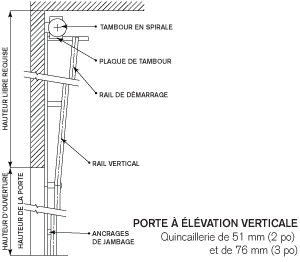 TAMBOUR EN SPIRALE
PLAQUE DE TAMBOUR
RAIL DE DÉMARRAGE
RAIL VERTICAL
ANCRAGES
DE JAMBAGE
HAUTEUR LIBRE REQUISE
HAUTEUR D'OUVERTURE
HAUTEUR DE LA PORTE
PORTE À ÉLÉVATION VERTICALE
Quincaillerie de 51 mm (2 po)
et de 76 mm (3 po)